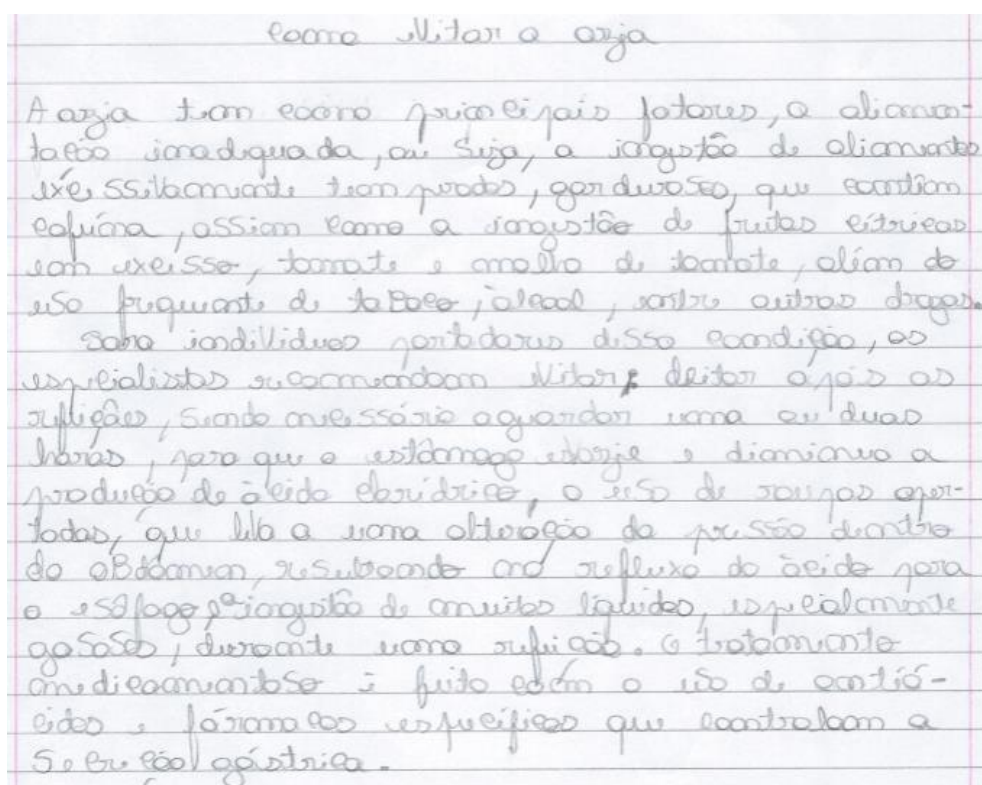 Como evitar a azia
A azia tem como principais fatores, a alimen-
tação inadequada, ou seja, a ingestão de alimentos
excessivamente temperados, gordurosos, que contém
cafeína, assim como a ingestão de frutas cítricas
em excesso, tomate e molho de tomate, além do
uso frequente de tabaco, álcool, entre outras drogas.
Para indivíduos portadores dessa condição, os
especialistas recomendam evitar: deitar após as
refeições, sendo necessário aguardar uma ou duas
horas, para que o estômago esvazie e diminua a
produção de ácido clorídrico, o uso de roupas aper-
tadas, que leva a uma alteração da pressão dentro
do abdômen, resultando no refluxo do ácido para
o esôfago e a ingestão de muitos líquidos, especialmente
gasosos, durante uma refeição. O tratamento
medicamentoso é feito com o uso de antiá-
cidos e fármacos específicos que controlam a
secreção gástrica.